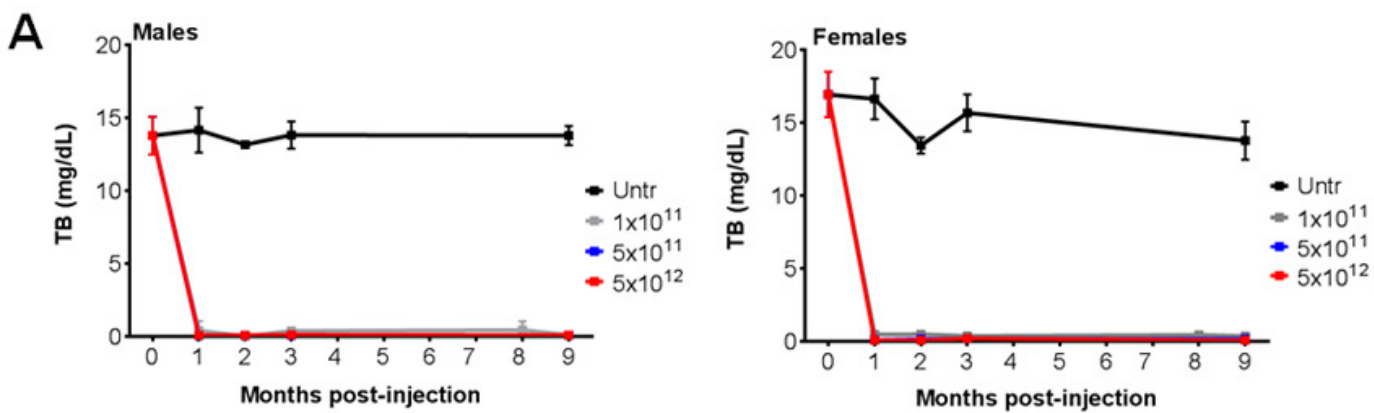 A
Males
20
15
10
5
0
TB (mg/dL)
0 1 2 3 4 5 6 7 8 9
Months post-injection
Untr
1x10¹¹
5x10¹¹
5x10¹²
Females
20
15
10
5
0
TB (mg/dL)
0 1 2 3 4 5 6 7 8 9
Months post-injection
Untr
1x10¹¹
5x10¹¹
5x10¹²